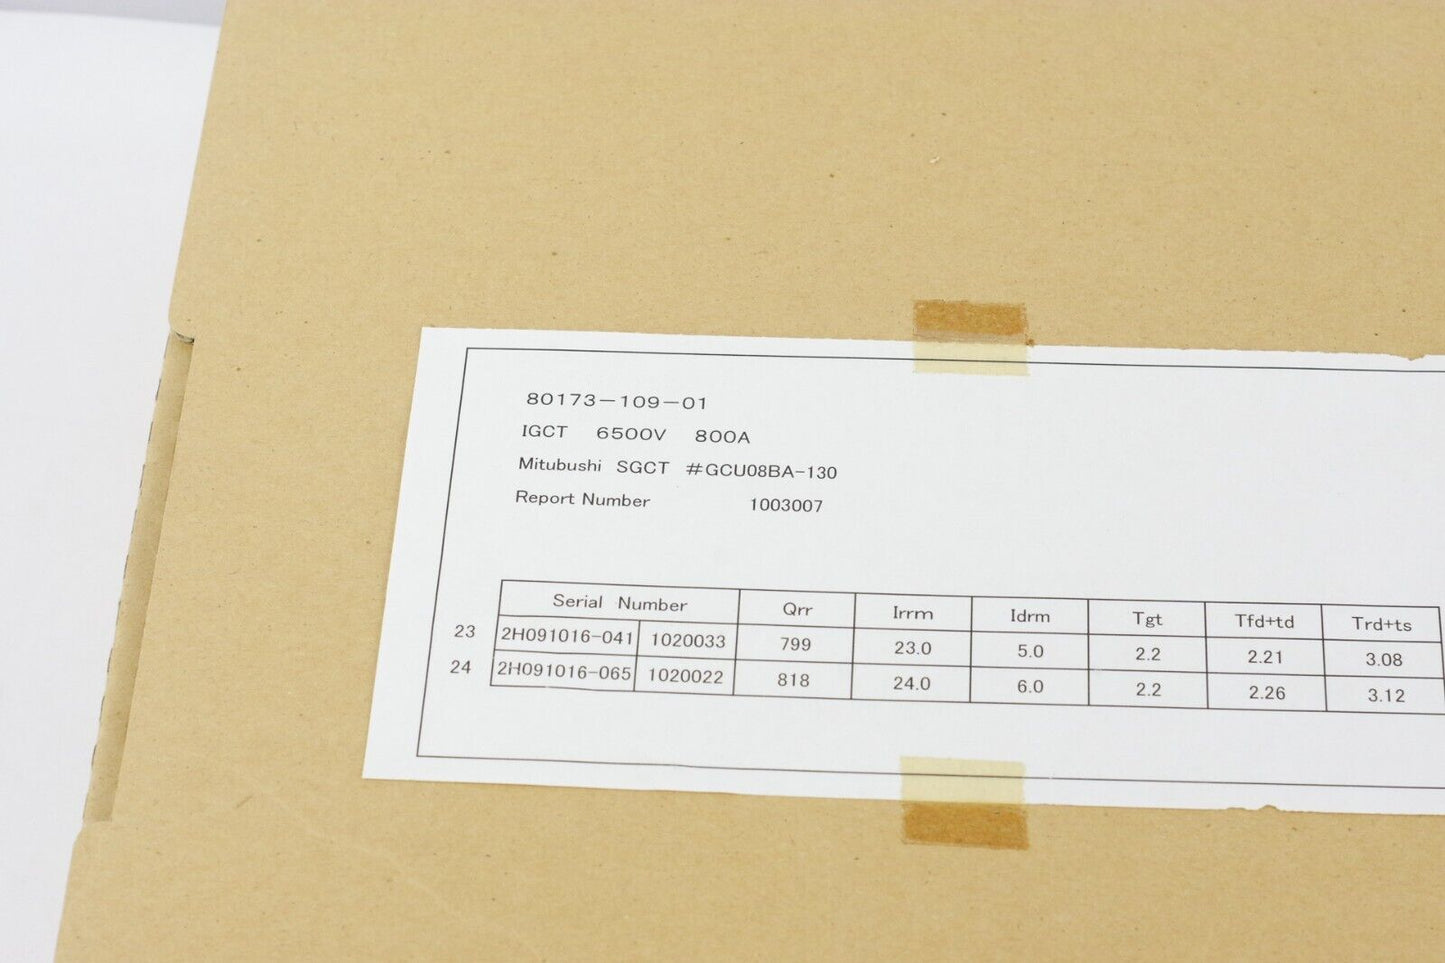 80173-109-01
IGCT 6500V 800A
Mitubushi SGCT #GCU08BA-130
Report Number 1003007
Serial Number Qrr Irrm Idrm Tgt Tfd+td Trd+ts
23 2H091016-041 1020033 799 23.0 5.0 2.2 2.21 3.08
24 2H091016-065 1020022 818 24.0 6.0 2.2 2.26 3.12